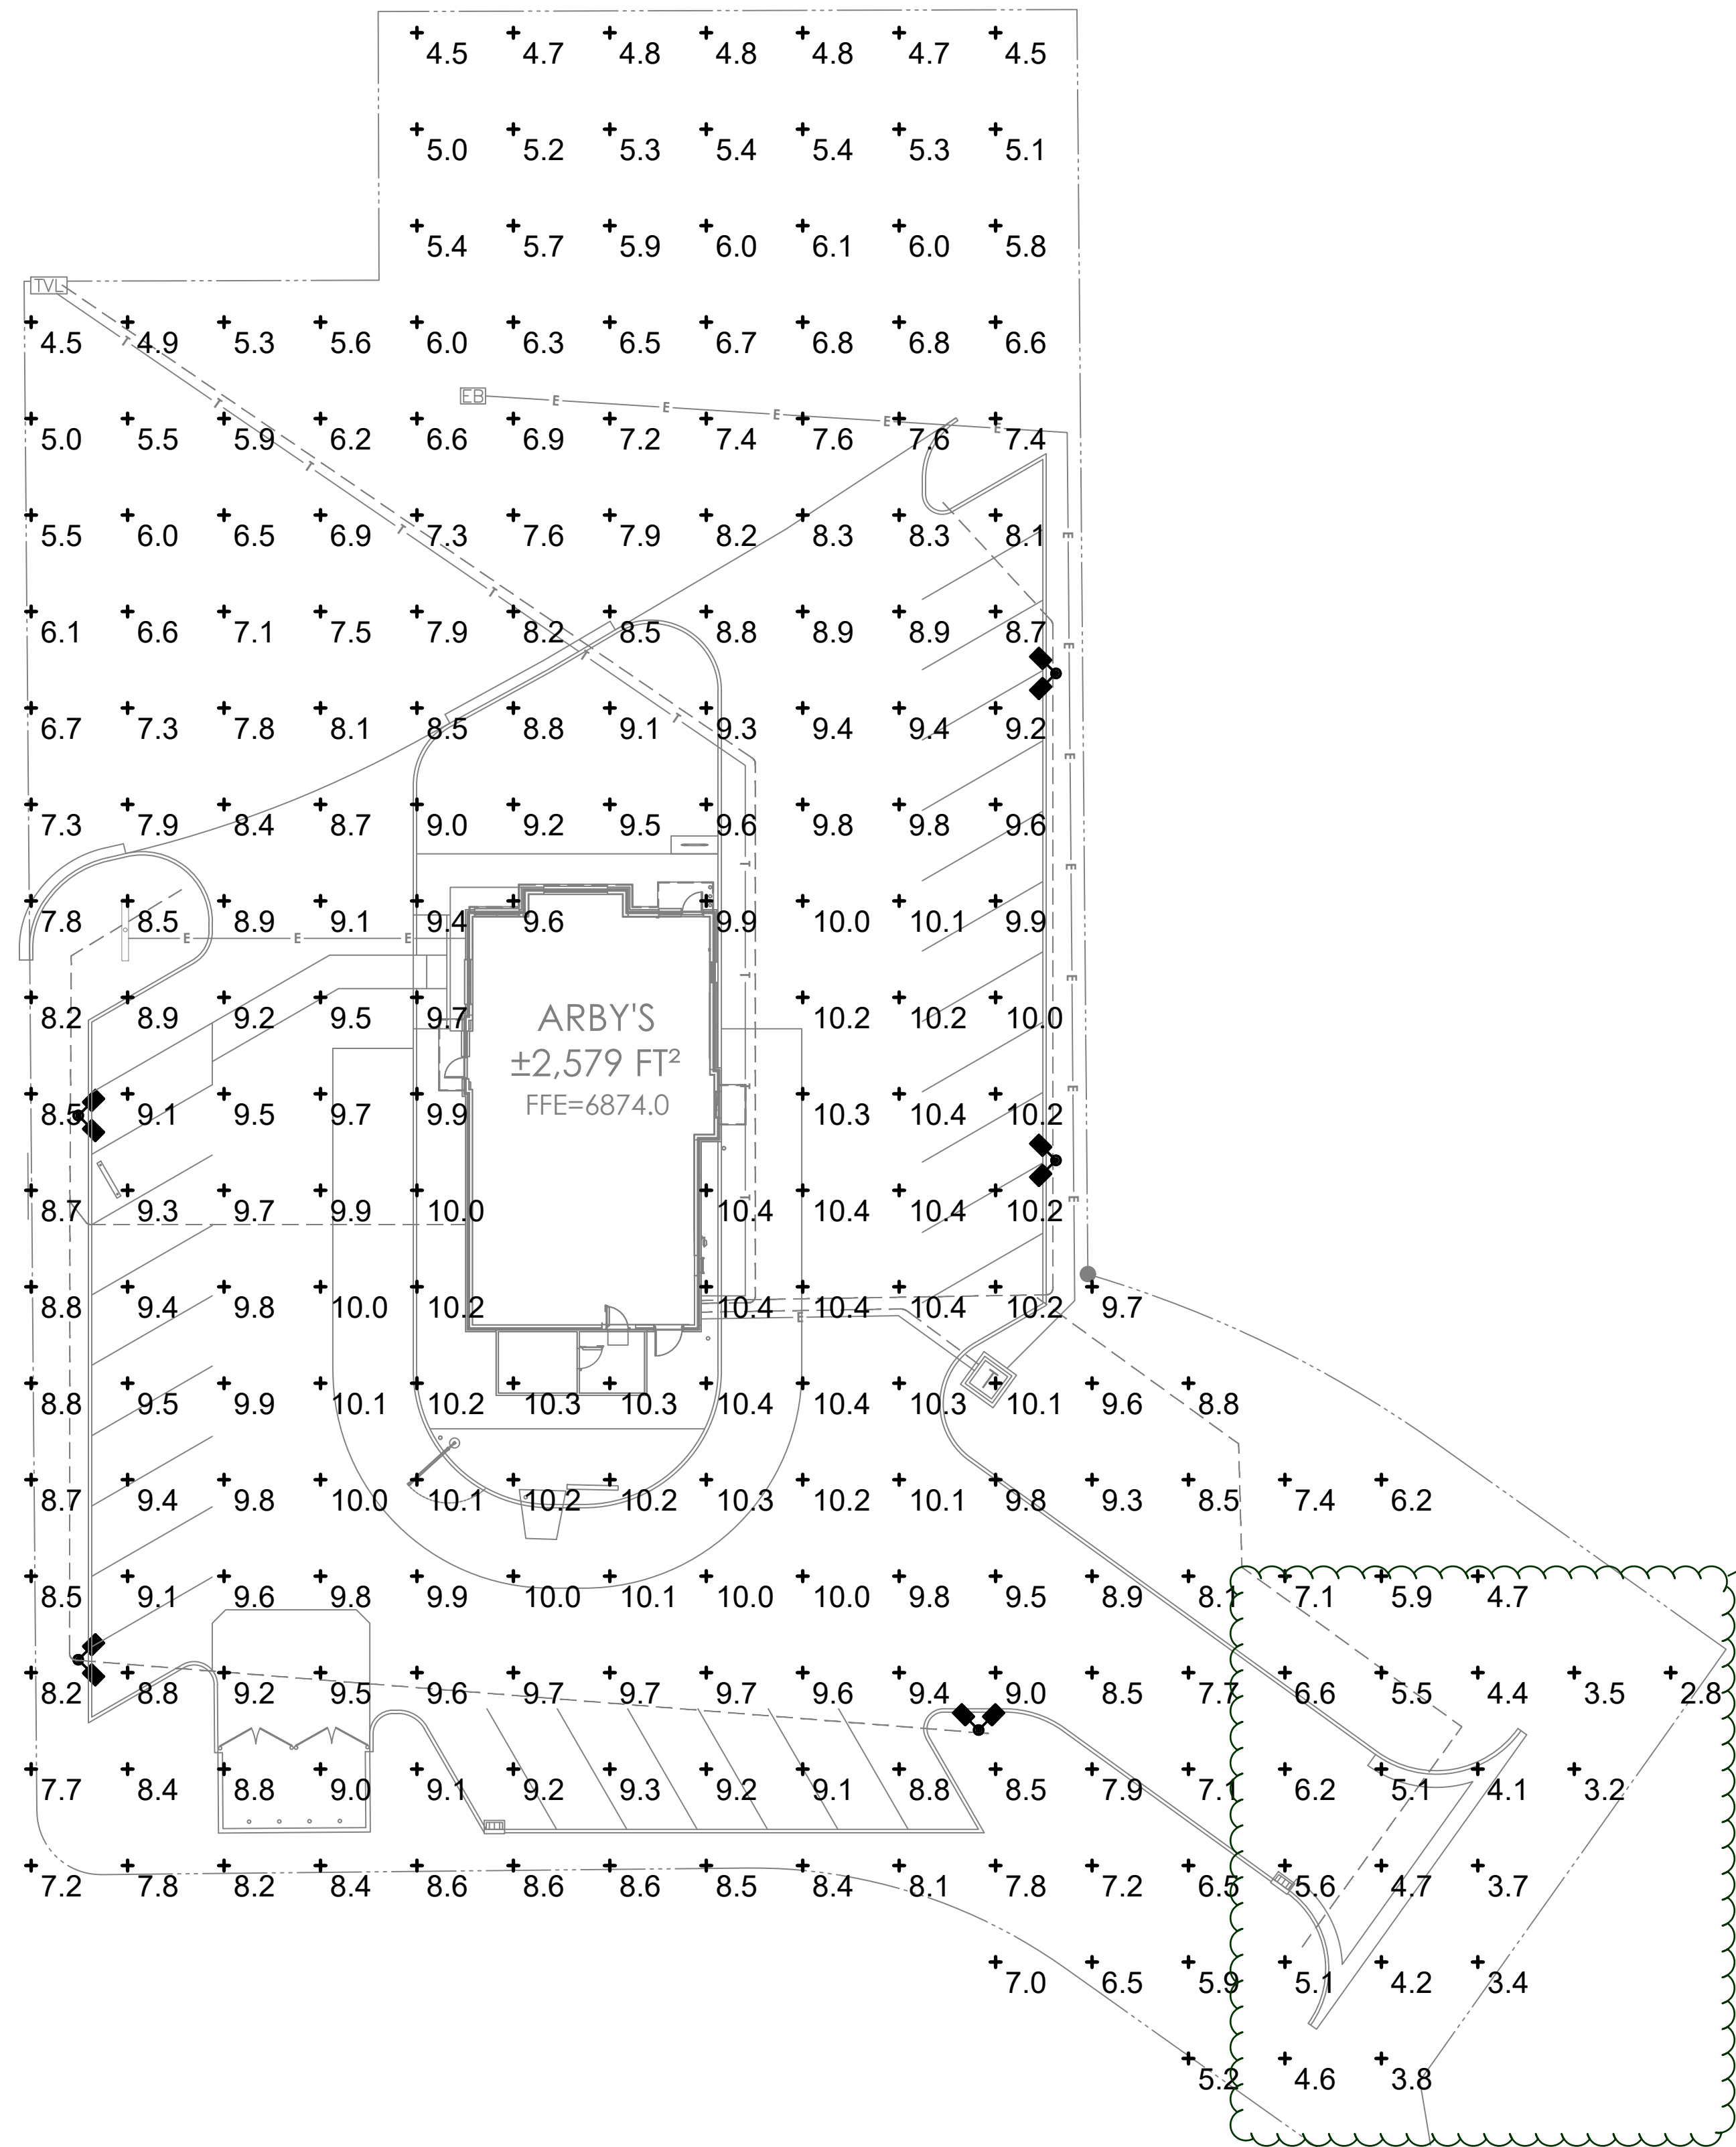 4.5 4.7 4.8 4.8 4.8 4.7 4.5
5.0 5.2 5.3 5.4 5.4 5.3 5.1
5.4 5.7 5.9 6.0 6.1 6.0 5.8
TVL
4.5 4.9 5.3 5.6 6.0 6.3 6.5 6.7 6.8 6.8 6.6
T
EB E E E E E
T
5.0 5.5 5.9 6.2 6.6 6.9 7.2 7.4 7.6 7.6 7.4
T
5.5 6.0 6.5 6.9 7.3 7.6 7.9 8.2 8.3 8.3 8.1
T E
T
6.1 6.6 7.1 7.5 7.9 8.2 8.5 8.8 8.9 8.9 8.7
T E
6.7 7.3 7.8 8.1 8.5 8.8 9.1 9.3 9.4 9.4 9.2
T E
7.3 7.9 8.4 8.7 9.0 9.2 9.5 9.6 9.8 9.8 9.6
T E
7.8 8.5 8.9 9.1 9.4 9.6 9.9 10.0 10.1 9.9
E E E
T E
8.2 8.9 9.2 9.5 9.7 10.2 10.2 10.0
ARBY'S
±2,579 FT²
FFE=6874.0
T E
8.5 9.1 9.5 9.7 9.9 10.3 10.4 10.2
T E
8.7 9.3 9.7 9.9 10.0 10.4 10.4 10.4 10.2
8.8 9.4 9.8 10.0 10.2 10.4 10.4 10.4 10.2 9.7
E
T
8.8 9.5 9.9 10.1 10.2 10.3 10.3 10.4 10.4 10.3 10.1 9.6 8.8
8.7 9.4 9.8 10.0 10.1 10.2 10.2 10.3 10.2 10.1 9.8 9.3 8.5 7.4 6.2
8.5 9.1 9.6 9.8 9.9 10.0 10.1 10.0 10.0 9.8 9.5 8.9 8.1 7.1 5.9 4.7
8.2 8.8 9.2 9.5 9.6 9.7 9.7 9.7 9.6 9.4 9.0 8.5 7.7 6.6 5.5 4.4 3.5 2.8
7.7 8.4 8.8 9.0 9.1 9.2 9.3 9.2 9.1 8.8 8.5 7.9 7.1 6.2 5.1 4.1 3.2
7.2 7.8 8.2 8.4 8.6 8.6 8.6 8.5 8.4 8.1 7.8 7.2 6.5 5.6 4.7 3.7
7.0 6.5 5.9 5.1 4.2 3.4
5.2 4.6 3.8